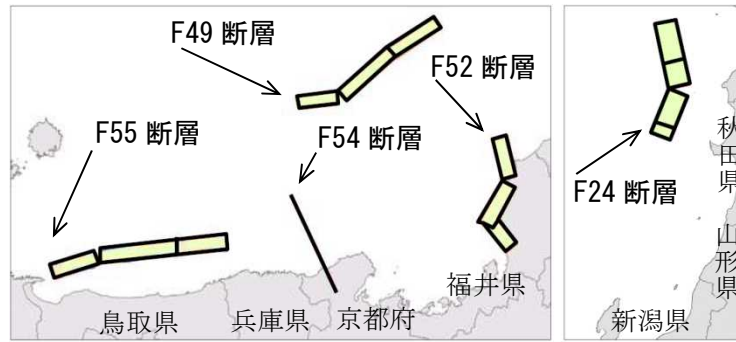 F49 断層
F52 断層
F55 断層
F54 断層
福井県
鳥取県
兵庫県
京都府
F24 断層
秋田県
山形県
新潟県